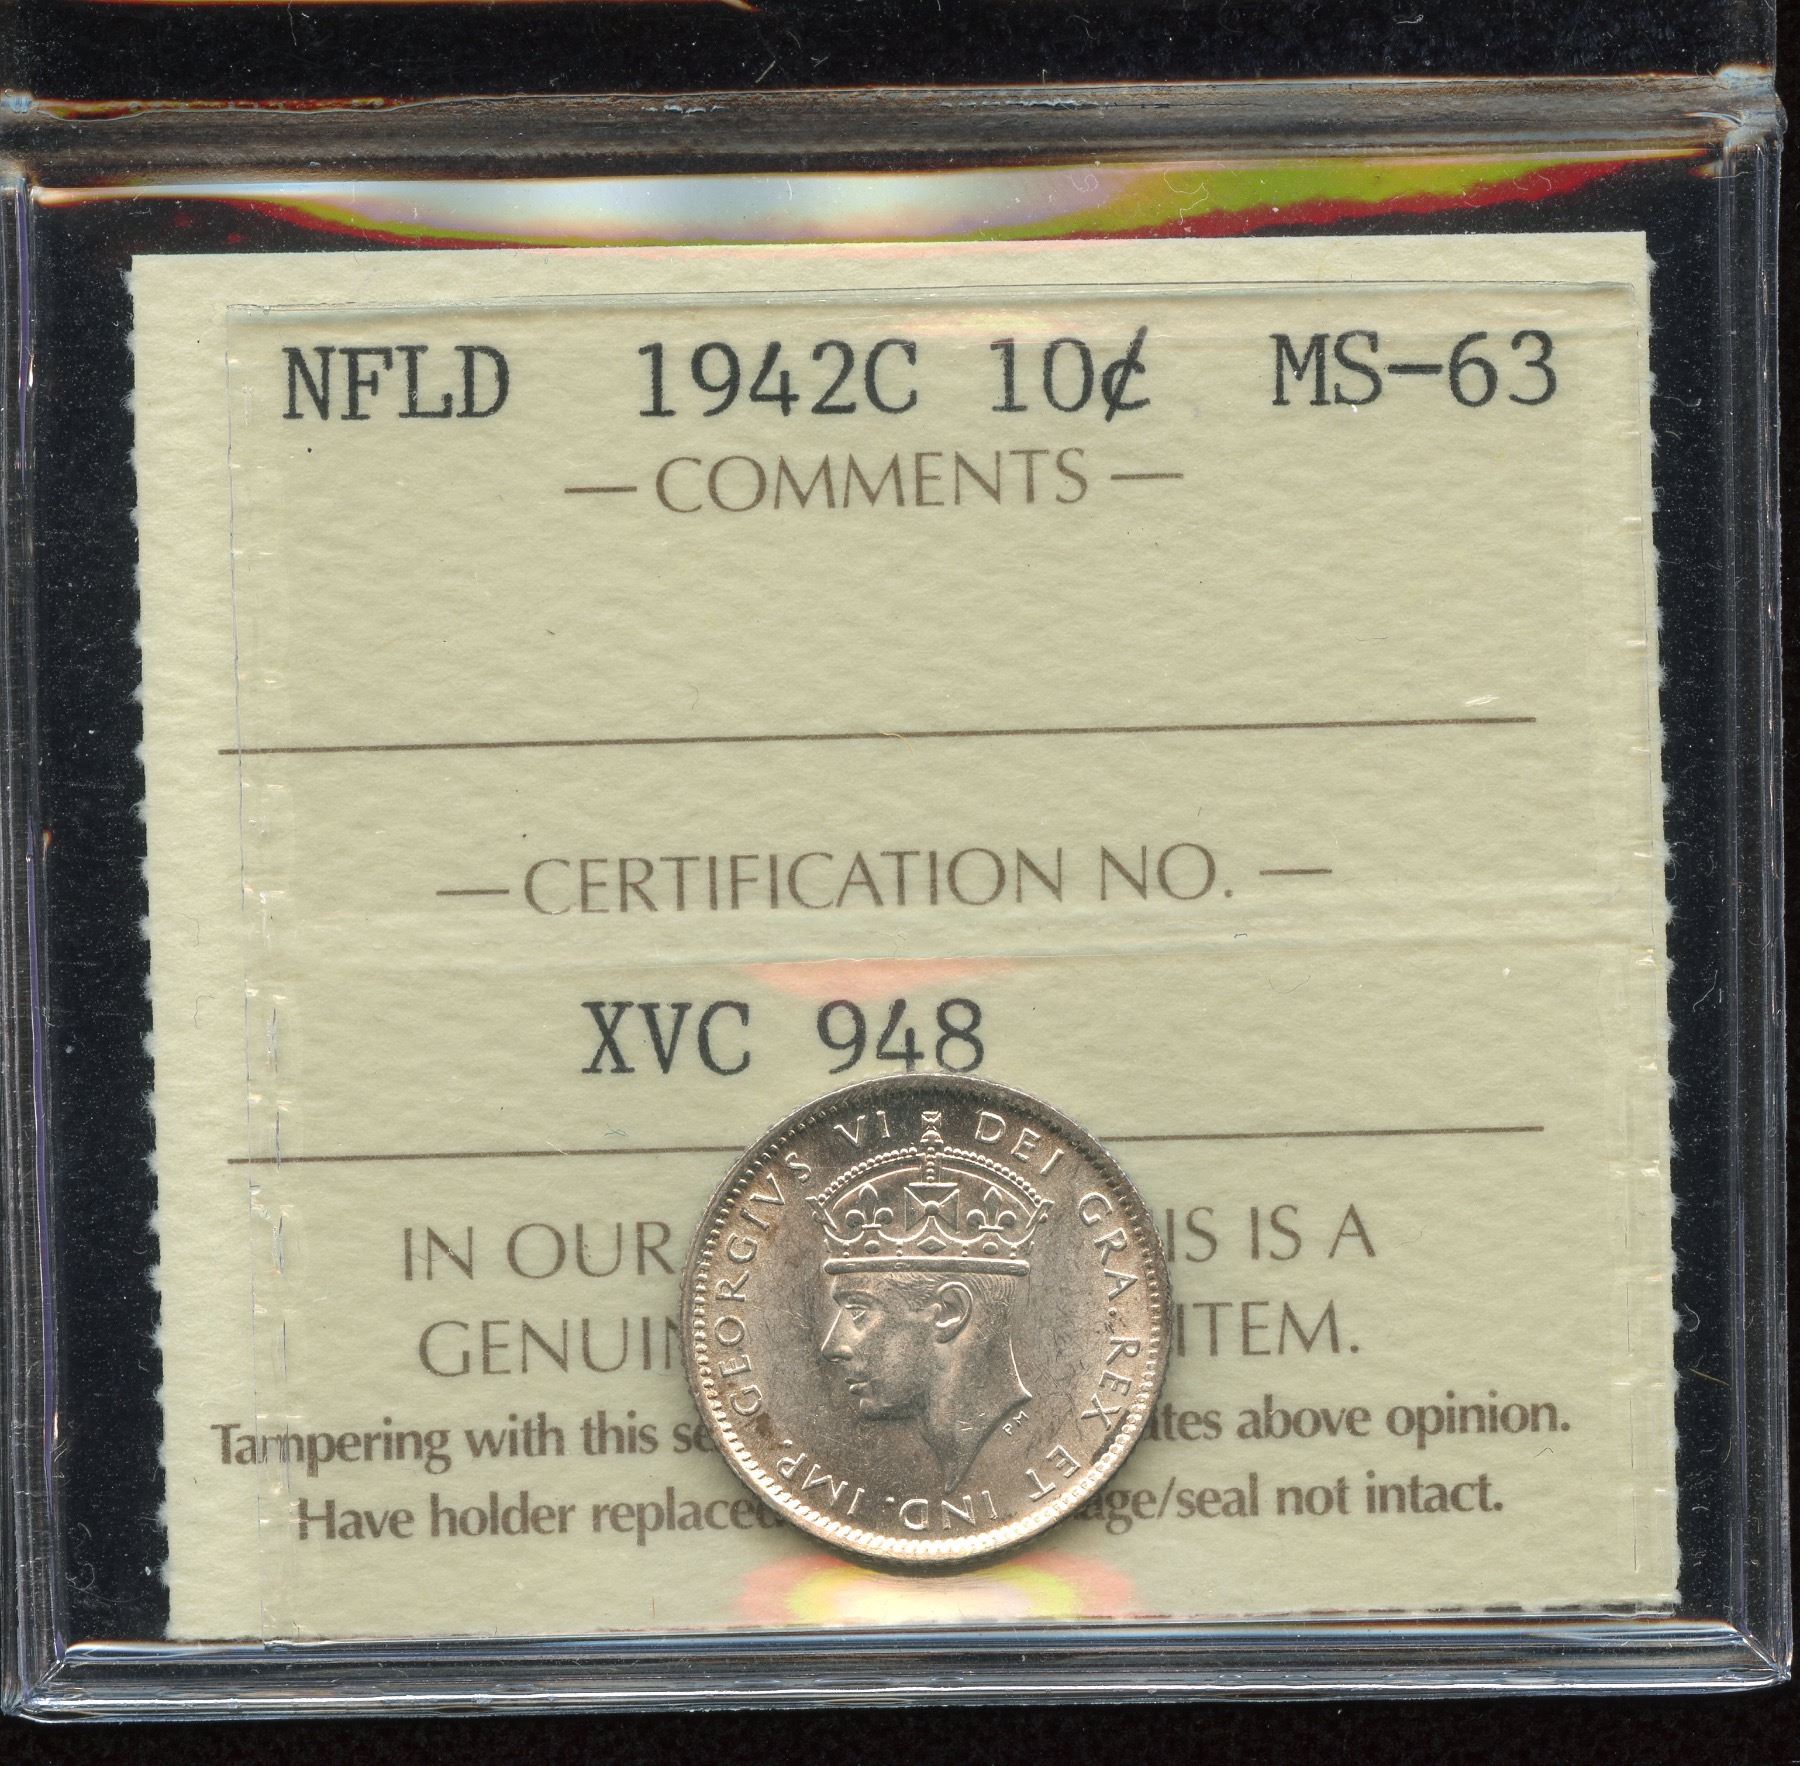 NFLD 1942C 10¢ MS-63
— COMMENTS —
— CERTIFICATION NO. —
XVC 948
IN OUR IS IS A
GENUIN ITEM.
Tampering with this se ates above opinion.
Have holder replaced age/seal not intact.
GEORGIVS VI DEI GRA. REX ET IND. IMP.
PM